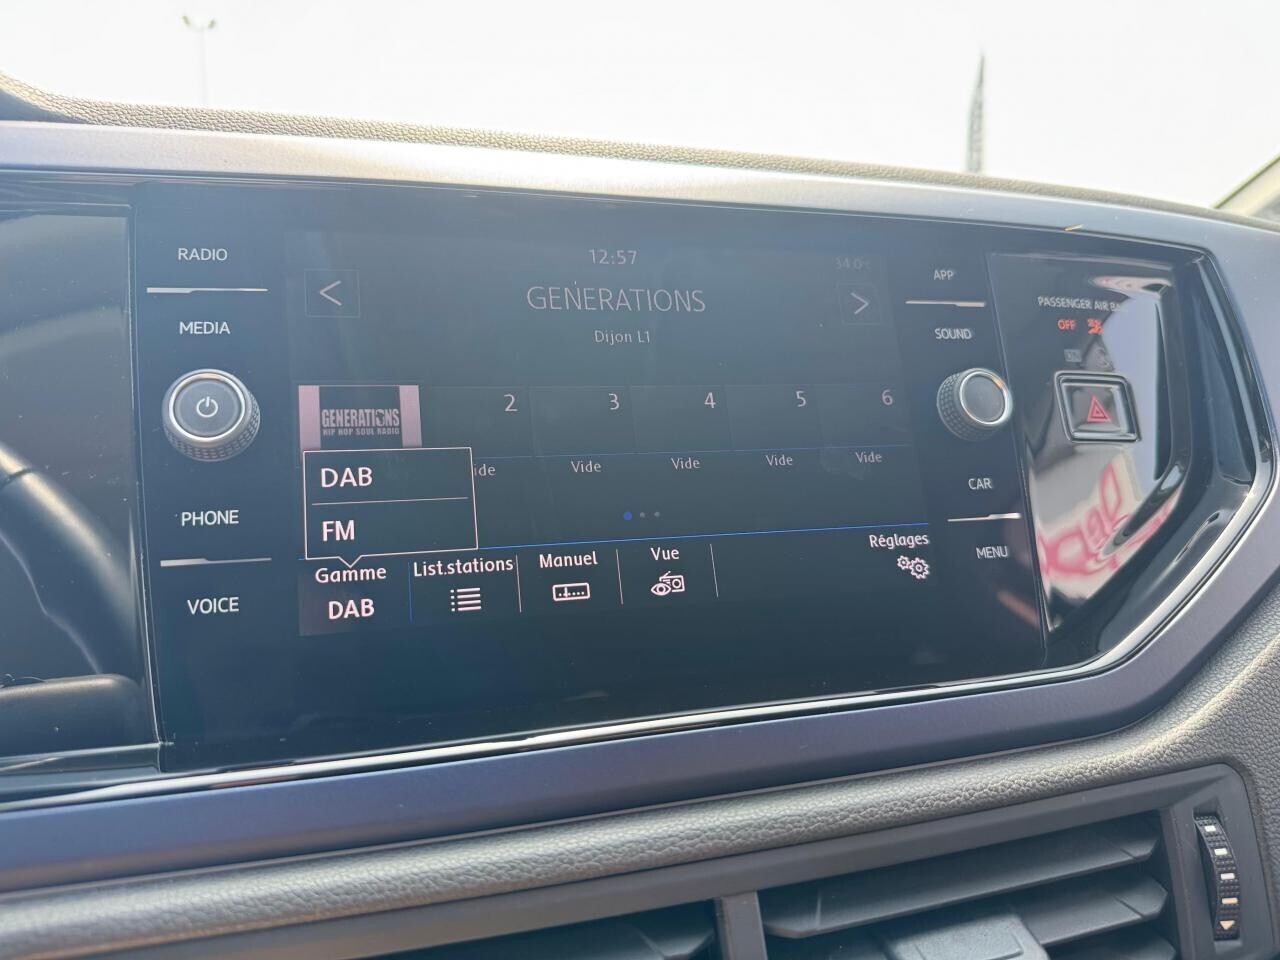 RADIO
MEDIA
PHONE
VOICE
12:57
34.0
GENERATIONS
Dijon L1
GENERATIONS
HIP HOP SOUL RADIO
2
3
4
5
6
Vide
Vide
Vide
Vide
DAB
FM
Gamme
DAB
List.stations
Manuel
Vue
Réglages
APP
SOUND
CAR
MENU
PASSENGER AIR
OFF